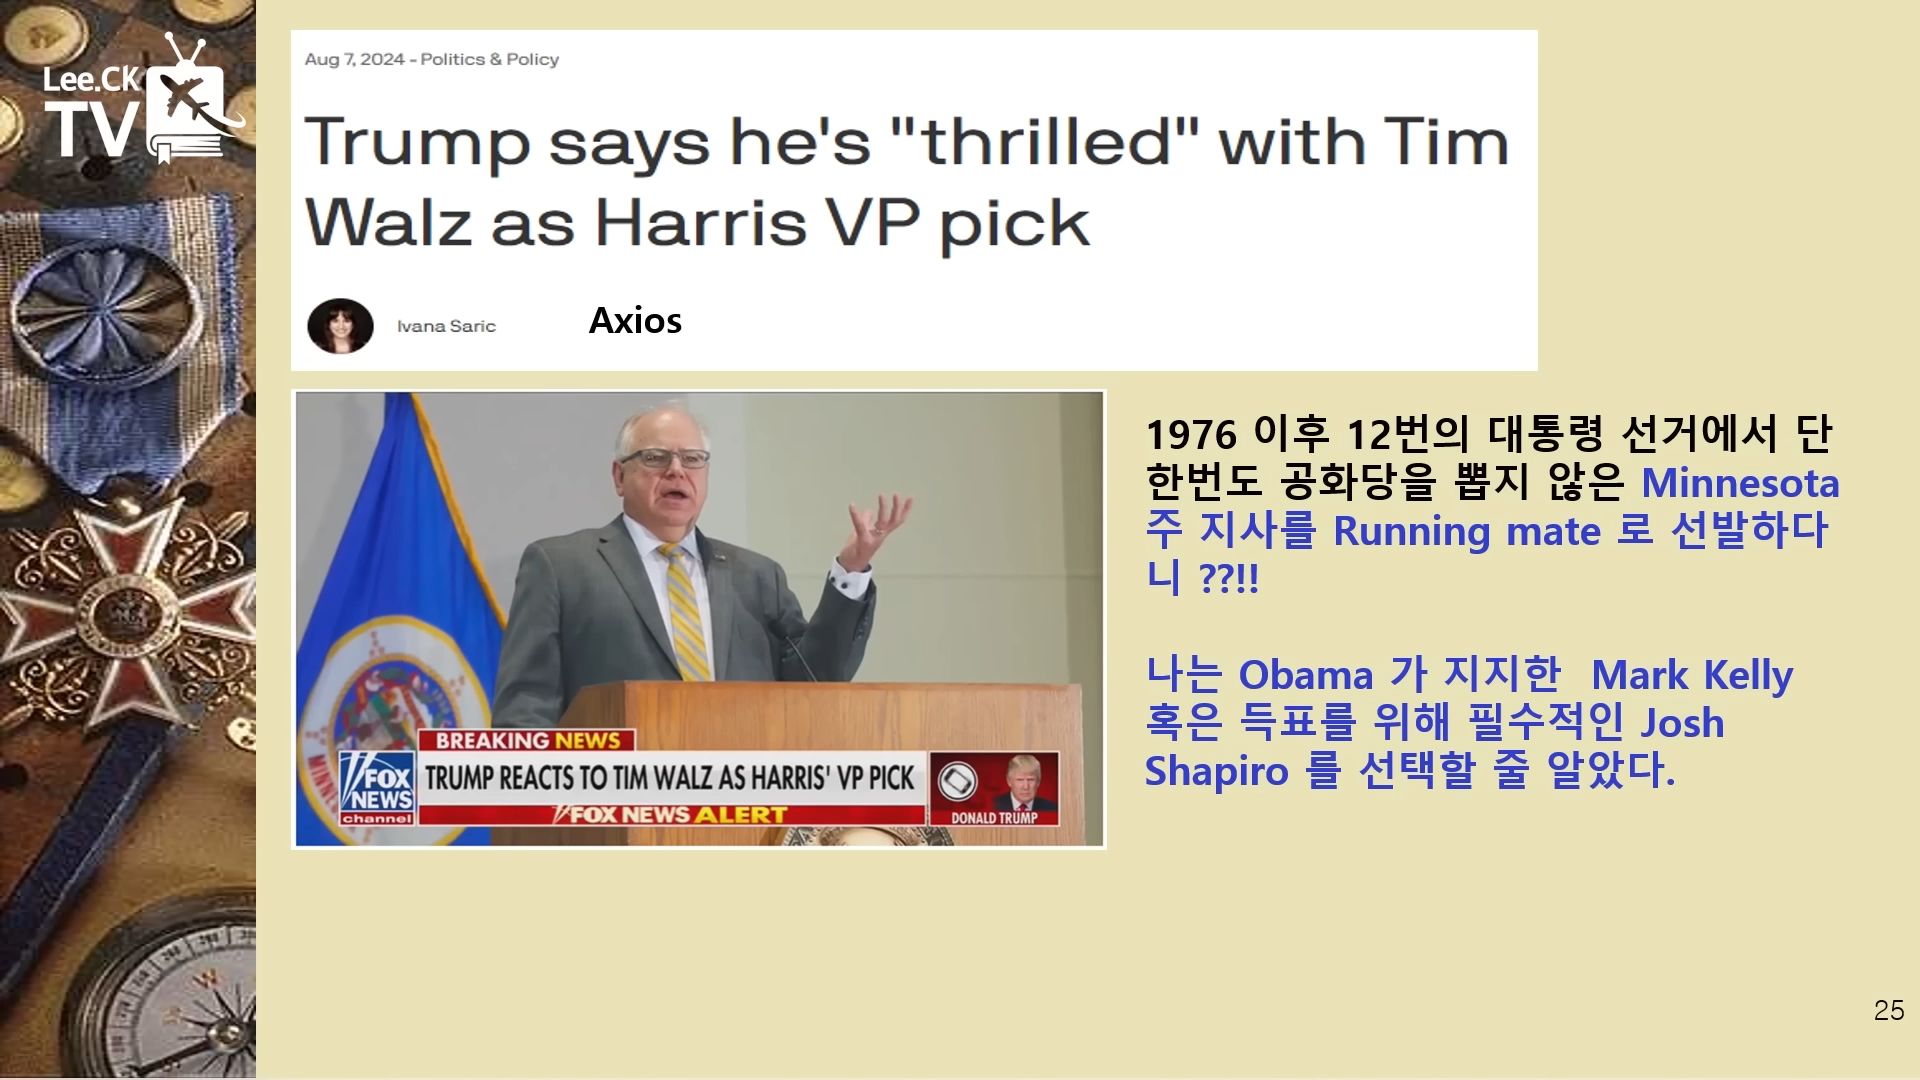 Lee.CK
TV
Aug 7, 2024 - Politics & Policy
Trump says he's "thrilled" with Tim
Walz as Harris VP pick
Ivana Saric
Axios
1976 이후 12번의 대통령 선거에서 단
한번도 공화당을 뽑지 않은 Minnesota
주 지사를 Running mate 로 선발하다
니 ??!!
나는 Obama 가 지지한 Mark Kelly
혹은 득표를 위해 필수적인 Josh
Shapiro 를 선택할 줄 알았다.
MINNE
BREAKING NEWS
FOX
NEWS
channel
TRUMP REACTS TO TIM WALZ AS HARRIS' VP PICK
FOX NEWS ALERT
DONALD TRUMP
W
25